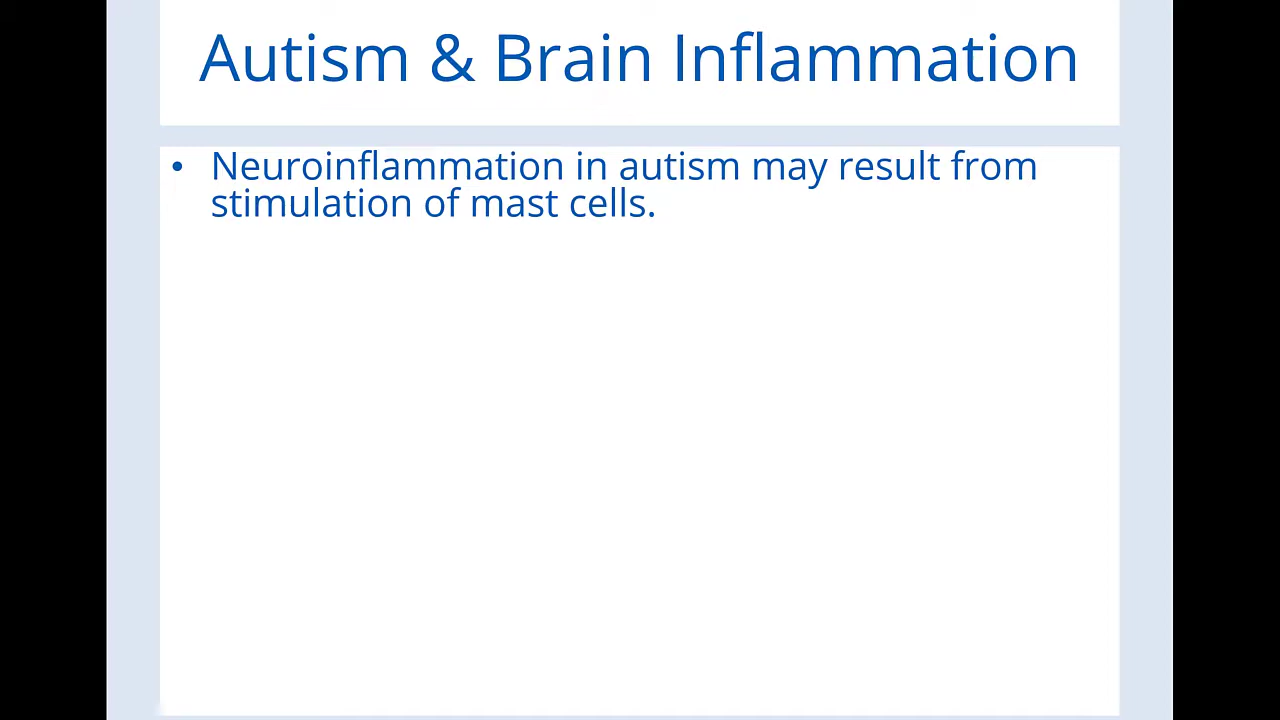 Autism & Brain Inflammation
• Neuroinflammation in autism may result from
stimulation of mast cells.